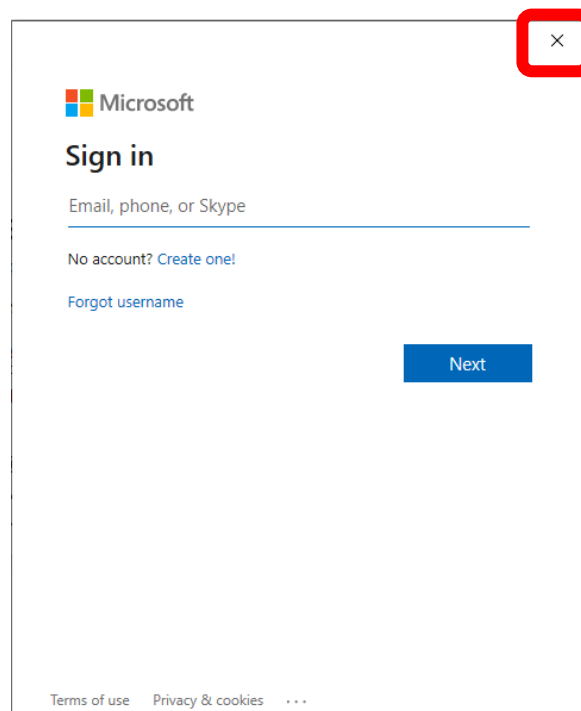 Microsoft
Sign in
Email, phone, or Skype
No account? Create one!
Forgot username
Next
Terms of use Privacy & cookies ...